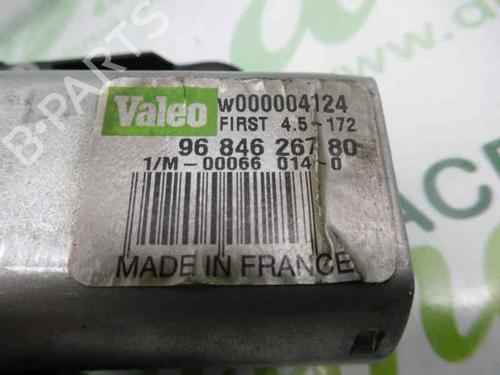 Valeo W000004124
FIRST 4.5-172
96 846 267 80
1/M-00066 014-0
MADE IN FRANCE
B-PARTS